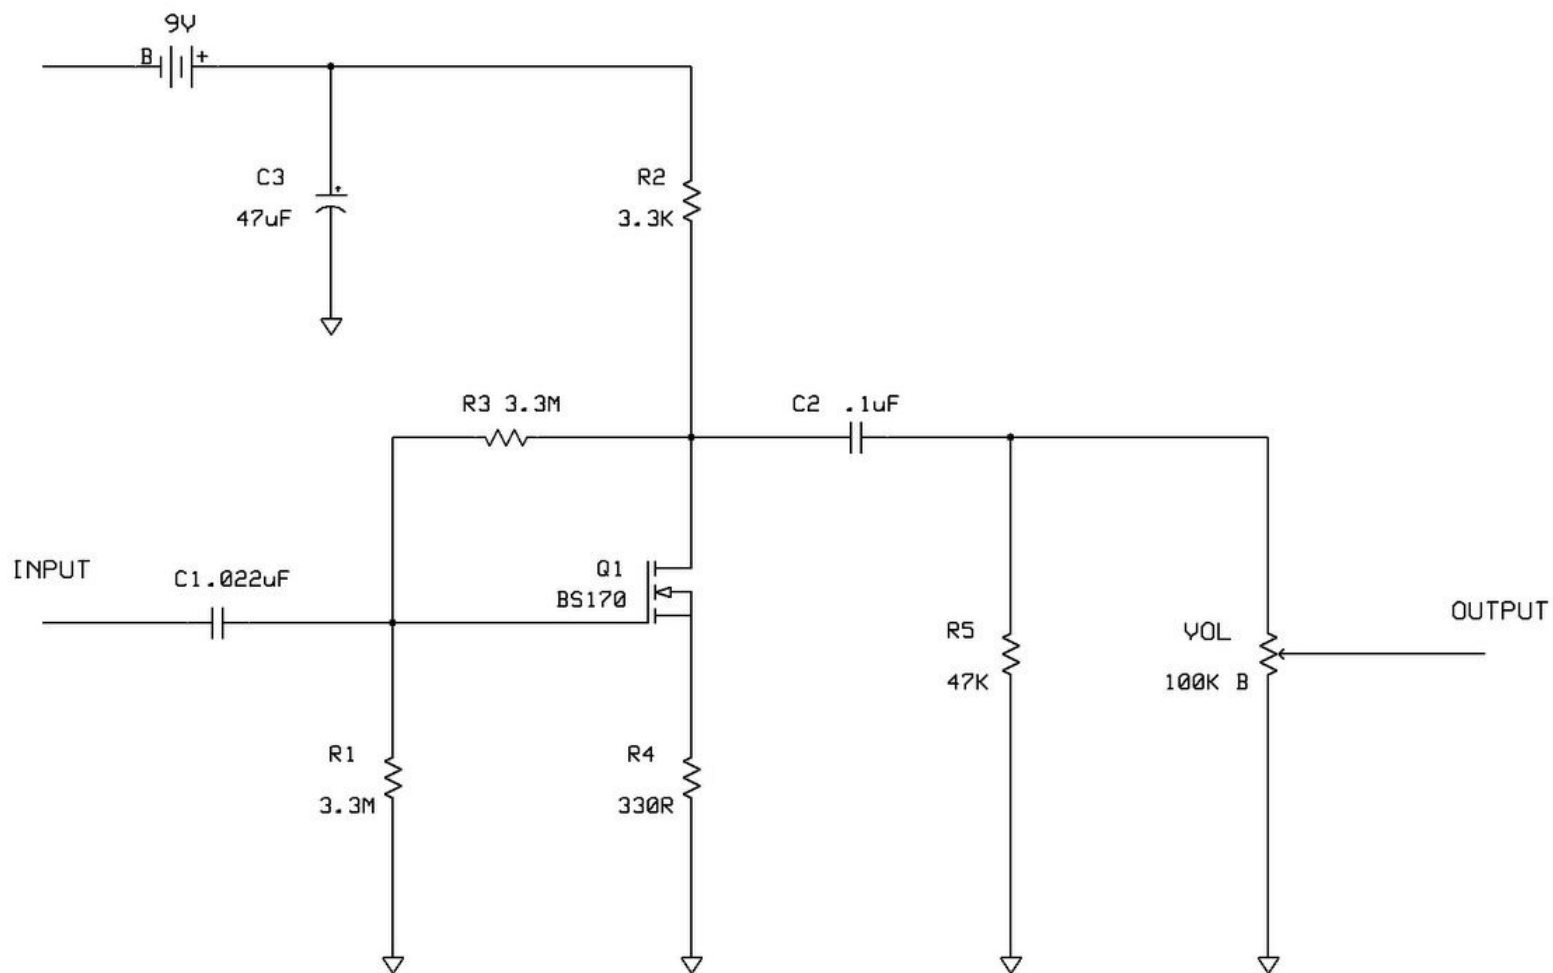 9V
B +
C3
47uF
+
R2
3.3K
R3 3.3M
C2 .1uF
INPUT
C1.022uF
Q1
BS170
R5
47K
VOL
100K B
OUTPUT
R1
3.3M
R4
330R